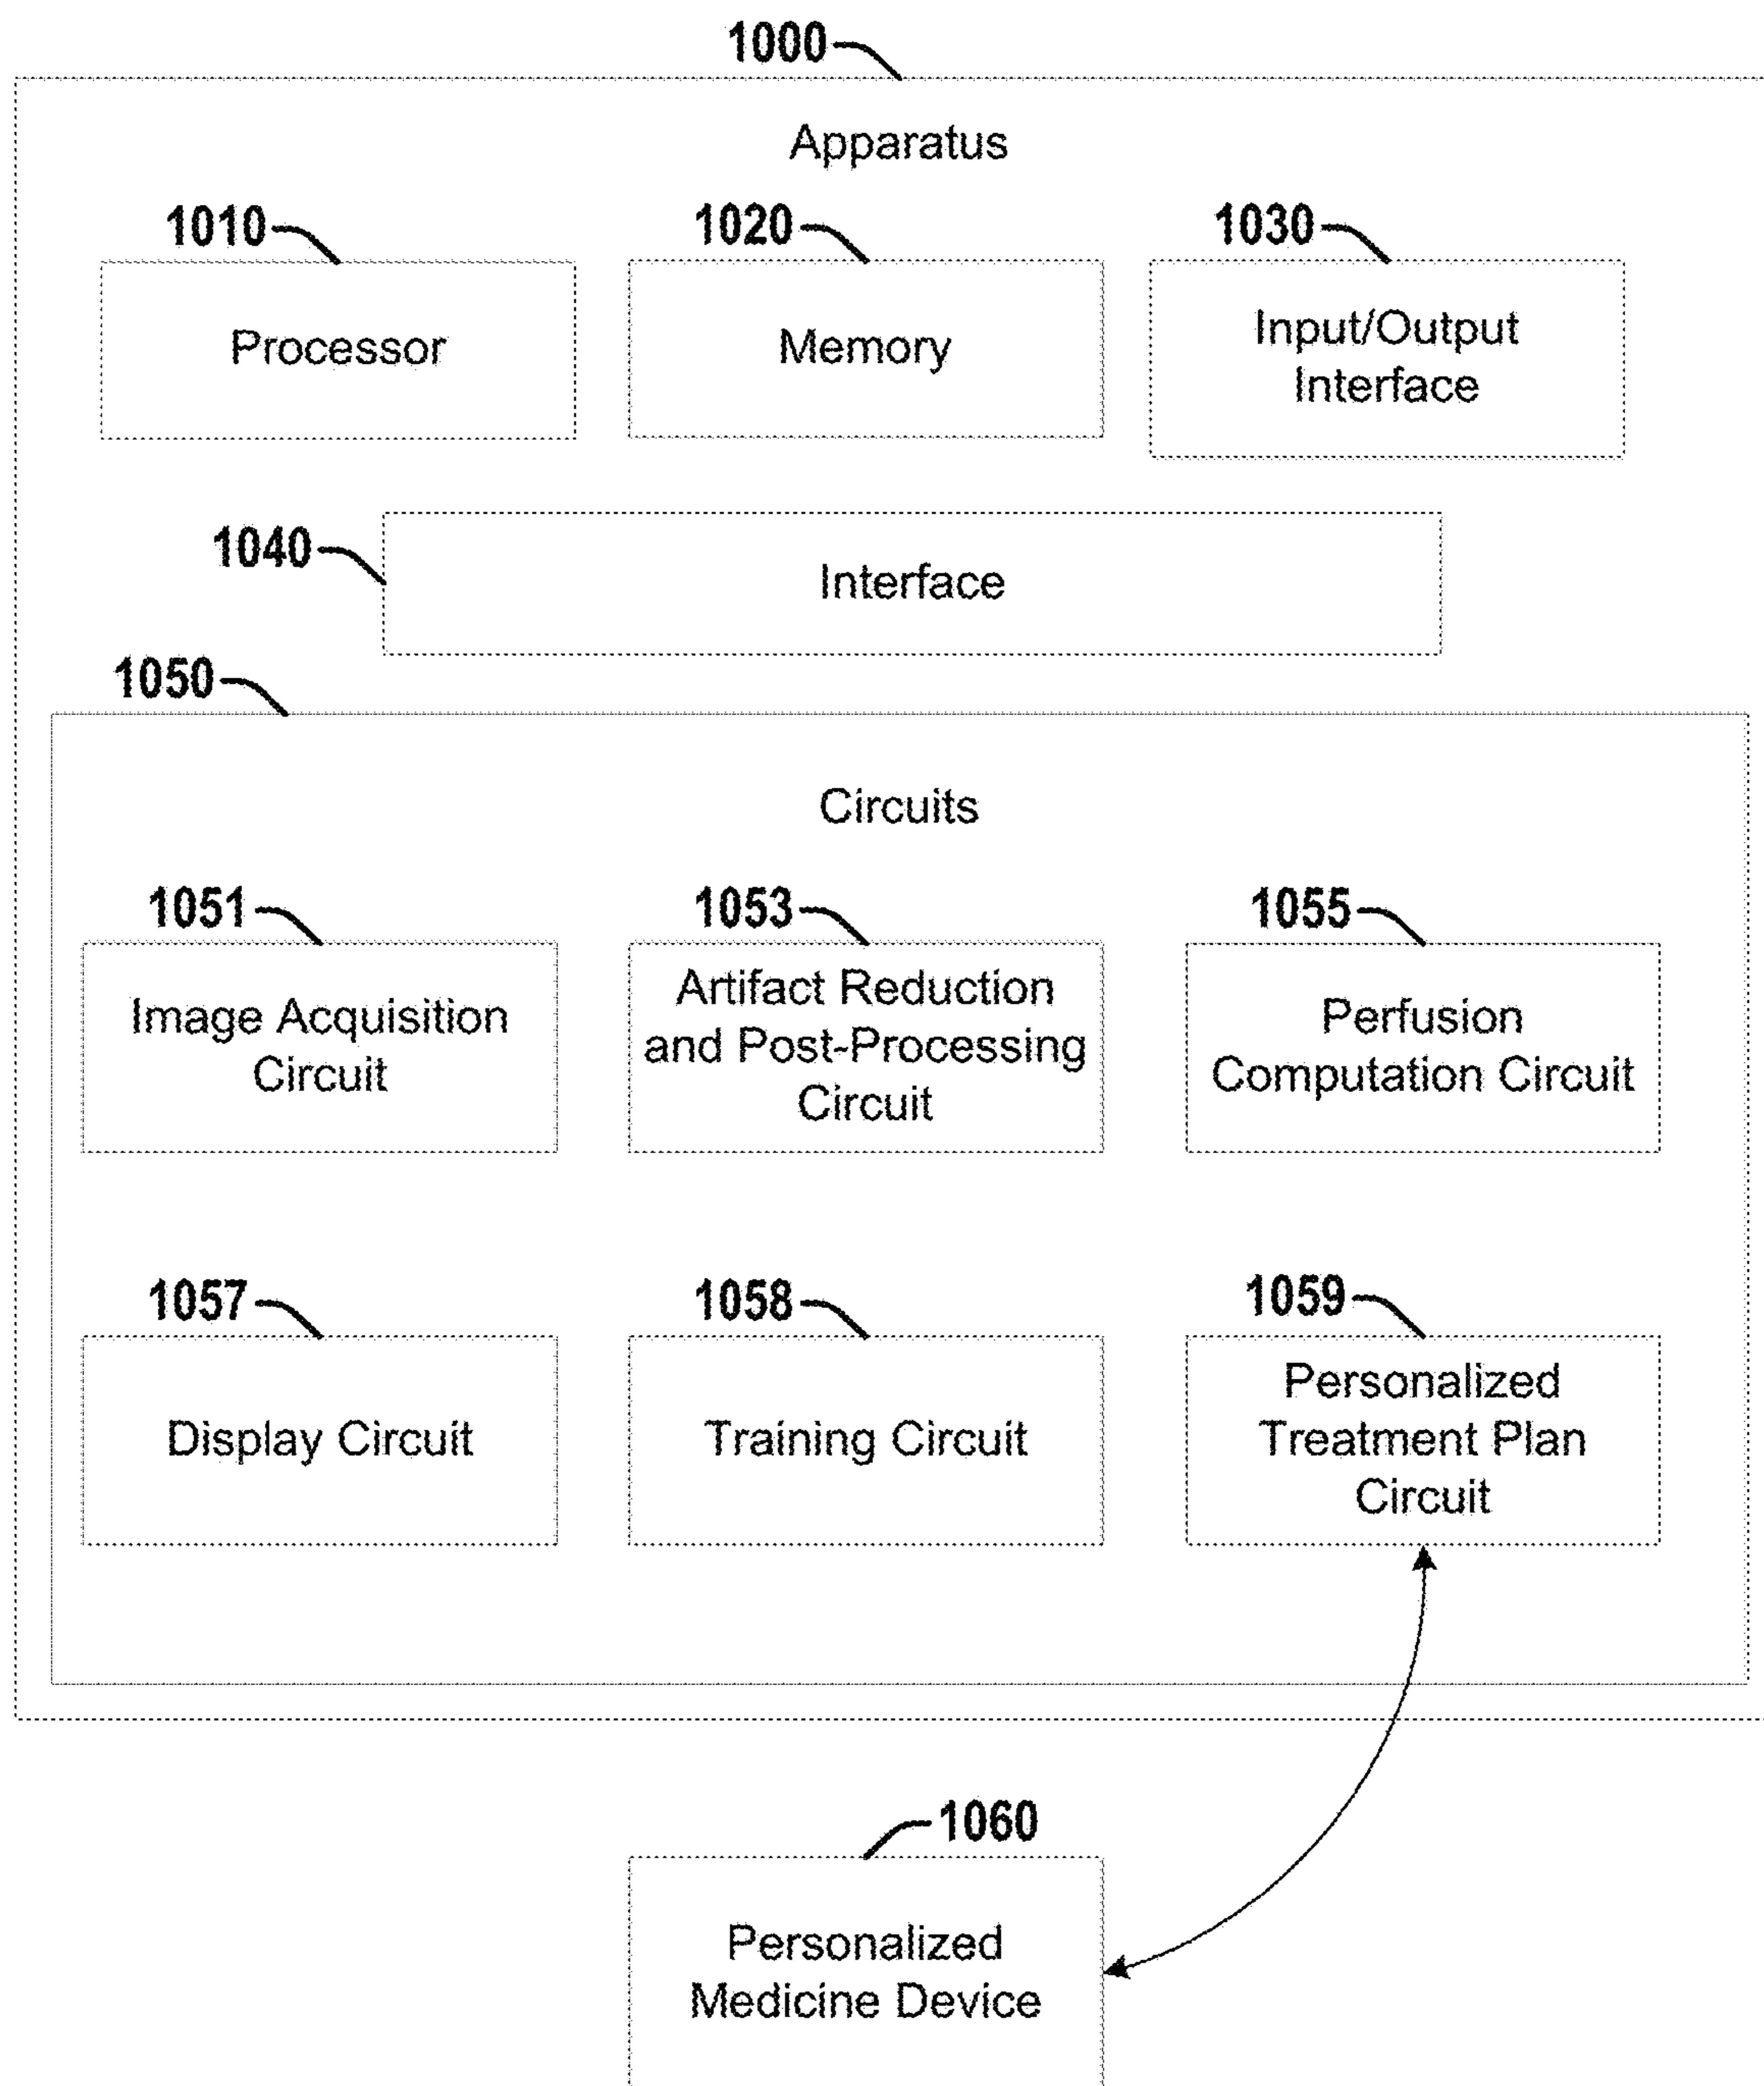 1000
Apparatus
1010
1020
1030
Processor
Memory
Input/Output
Interface
1040
Interface
1050
Circuits
1051
1053
1055
Image Acquisition
Circuit
Artifact Reduction
and Post-Processing
Circuit
Perfusion
Computation Circuit
1057
1058
1059
Display Circuit
Training Circuit
Personalized
Treatment Plan
Circuit
1060
Personalized
Medicine Device